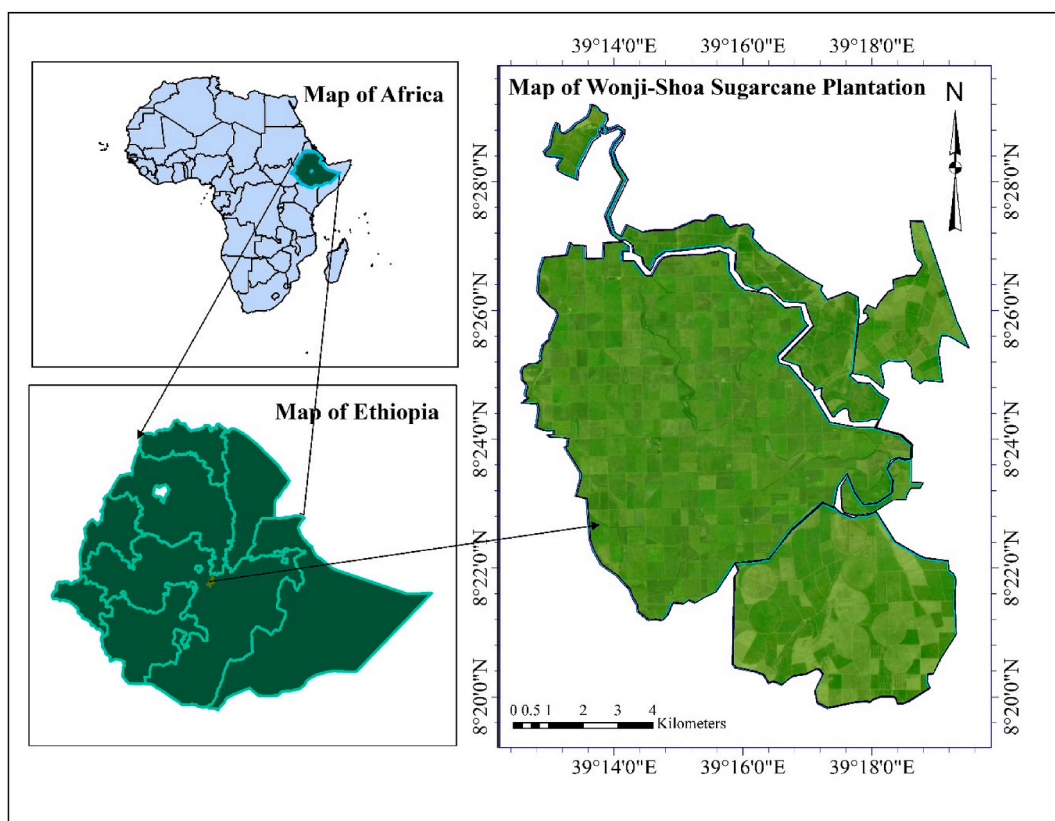 Map of Africa
Map of Ethiopia
39°14'0"E 39°16'0"E 39°18'0"E
Map of Wonji-Shoa Sugarcane Plantation
N
8°28'0"N 8°28'0"N
8°26'0"N 8°26'0"N
8°24'0"N 8°24'0"N
8°22'0"N 8°22'0"N
8°20'0"N 8°20'0"N
0 0.5 1 2 3 4
Kilometers
39°14'0"E 39°16'0"E 39°18'0"E